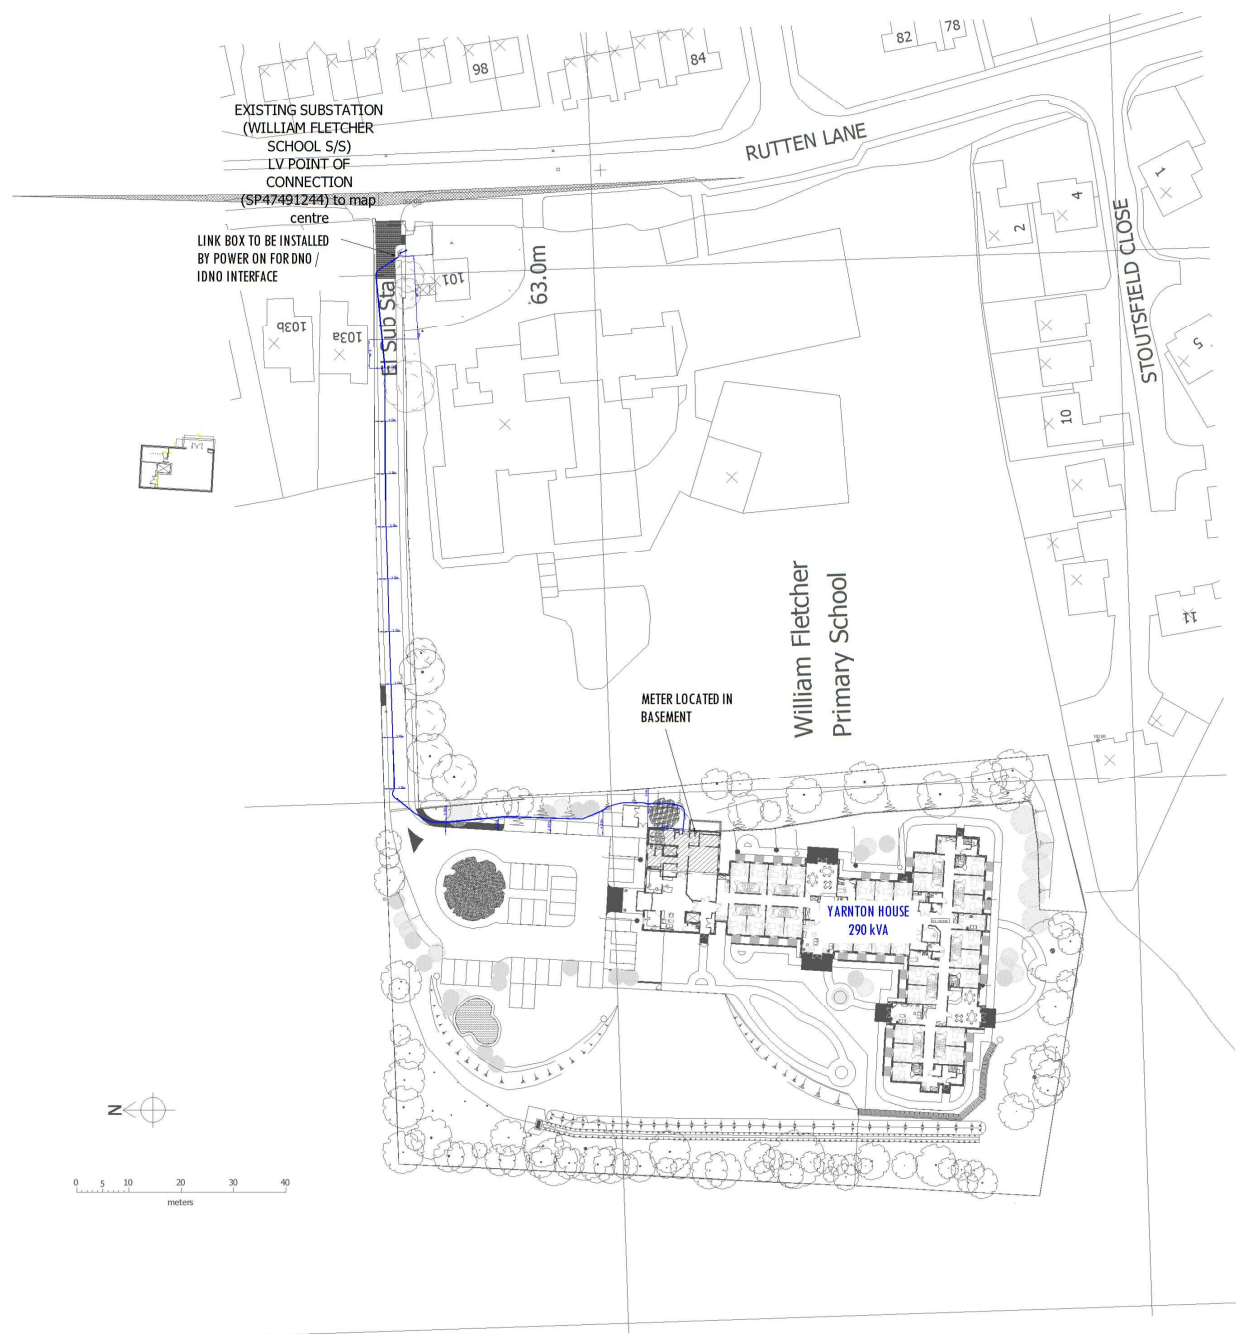 82
78
98
84
EXISTING SUBSTATION
(WILLIAM FLETCHER
SCHOOL S/S)
LV POINT OF
CONNECTION
(SP47491244) to map
centre
RUTTEN LANE
1
4
2
STOUTSFIELD CLOSE
LINK BOX TO BE INSTALLED
BY POWER ON FOR DNO /
IDNO INTERFACE
101
63.0m
El Sub Sta
103b
103a
5
10
11
William Fletcher
Primary School
METER LOCATED IN
BASEMENT
YARNTON HOUSE
290 kVA
N
0 5 10 20 30 40
meters